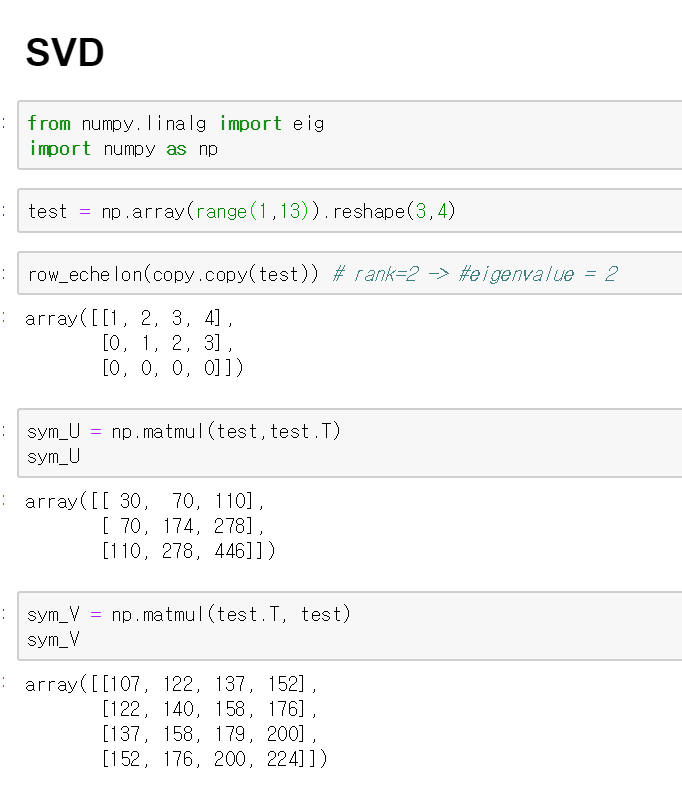 SVD
from numpy.linalg import eig
import numpy as np
test = np.array(range(1,13)).reshape(3,4)
row_echelon(copy.copy(test)) # rank=2 -> #eigenvalue = 2
array([[1, 2, 3, 4],
[0, 1, 2, 3],
[0, 0, 0, 0]])
sym_U = np.matmul(test,test.T)
sym_U
array([[ 30,  70, 110],
[ 70, 174, 278],
[110, 278, 446]])
sym_V = np.matmul(test.T, test)
sym_V
array([[107, 122, 137, 152],
[122, 140, 158, 176],
[137, 158, 179, 200],
[152, 176, 200, 224]])